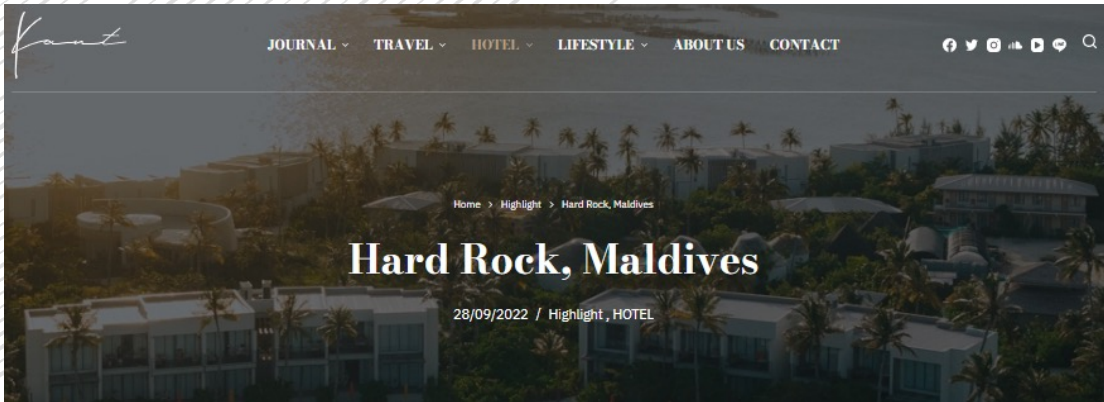 Kant
JOURNAL TRAVEL HOTEL LIFESTYLE ABOUT US CONTACT
Home > Highlight > Hard Rock, Maldives
Hard Rock, Maldives
28/09/2022 / Highlight , HOTEL